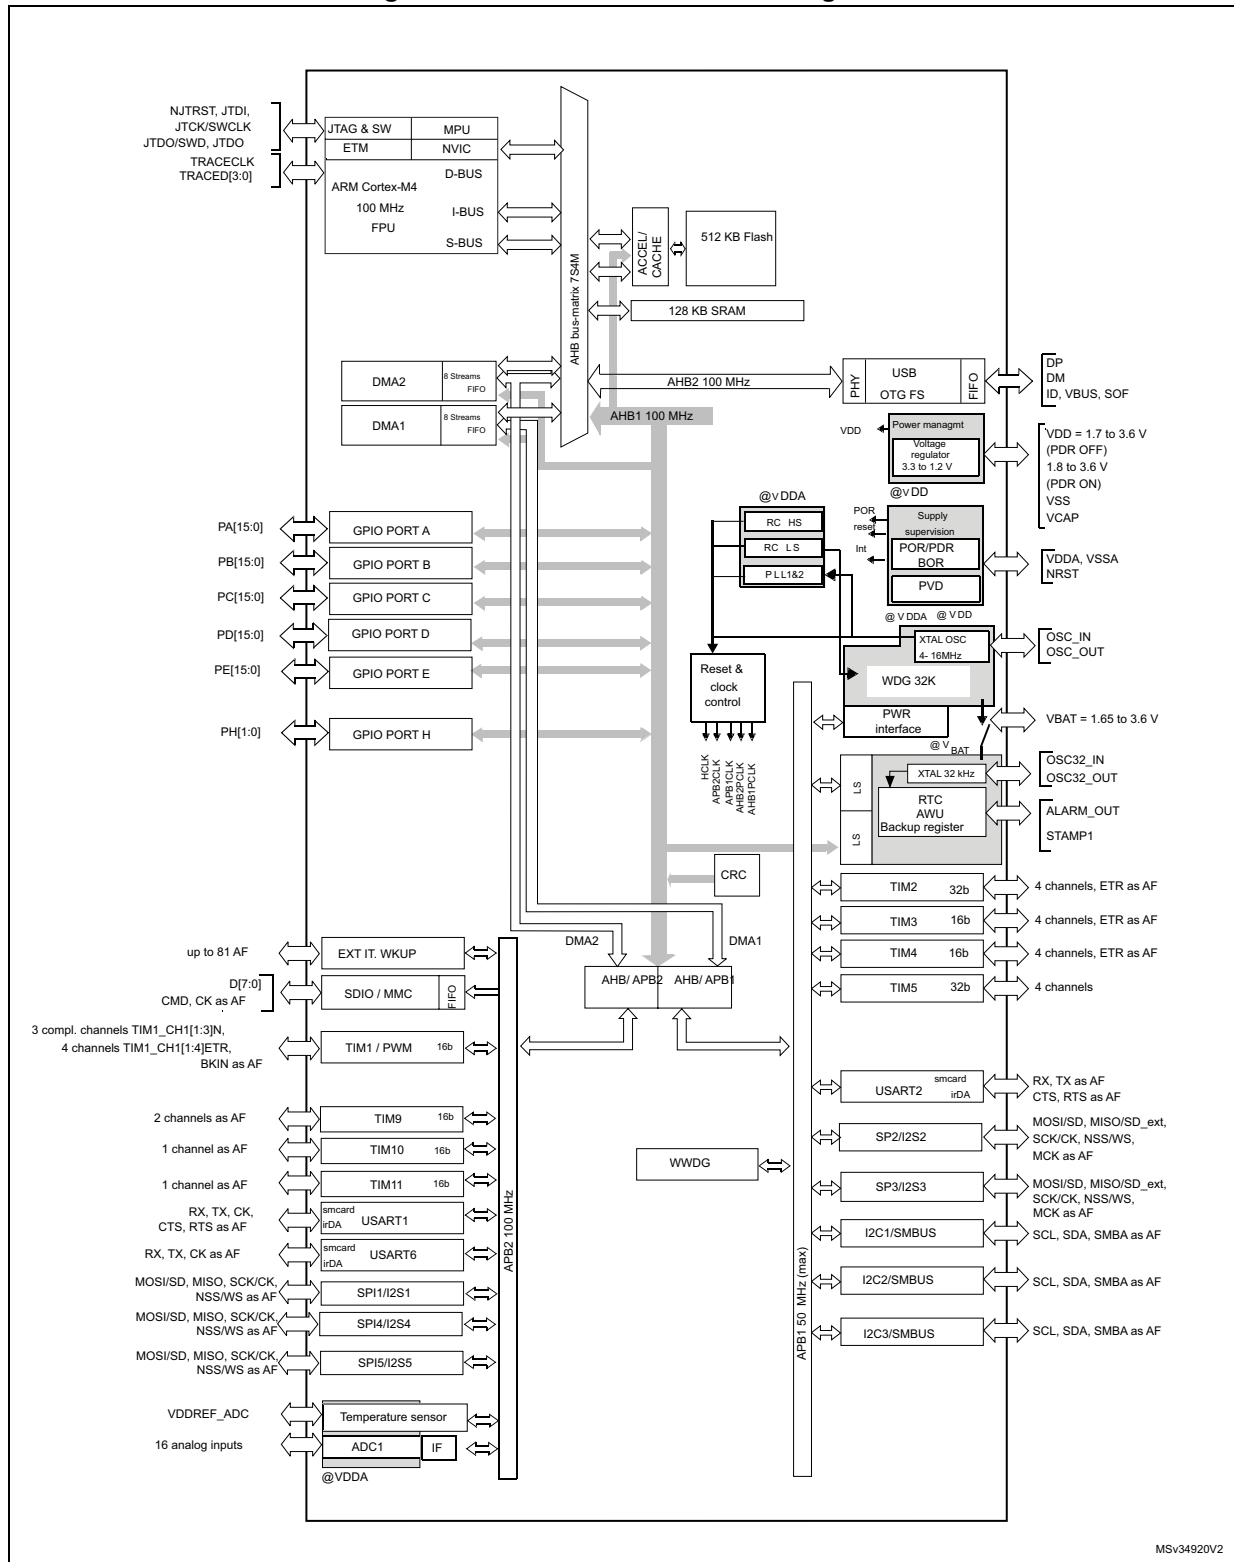 NJTRST, JTDI,
JTCK/SWCLK
JTDO/SWD, JTDO
TRACECLK
TRACED[3:0]
JTAG & SW
MPU
ETM
NVIC
ARM Cortex-M4
100 MHz
FPU
D-BUS
I-BUS
S-BUS
AHB bus-matrix 7S4M
ACCEL/
CACHE
512 KB Flash
128 KB SRAM
DMA2
8 Streams
FIFO
DMA1
8 Streams
FIFO
AHB2 100 MHz
AHB1 100 MHz
PHY
USB
OTG FS
FIFO
DP
DM
ID, VBUS, SOF
VDD
Power managmt
Voltage
regulator
3.3 to 1.2 V
@VDD
VDD = 1.7 to 3.6 V
(PDR OFF)
1.8 to 3.6 V
(PDR ON)
VSS
VCAP
@VDDA
RC HS
RC LS
PLL1&2
POR
reset
Int
Supply
supervision
POR/PDR
BOR
PVD
VDDA, VSSA
NRST
@VDDA @VDD
XTAL OSC
4- 16MHz
WDG 32K
OSC_IN
OSC_OUT
PA[15:0]
GPIO PORT A
PB[15:0]
GPIO PORT B
PC[15:0]
GPIO PORT C
PD[15:0]
GPIO PORT D
PE[15:0]
GPIO PORT E
PH[1:0]
GPIO PORT H
Reset &
clock
control
HCLK
APB2CLK
APB1CLK
AHB2PCLK
AHB1PCLK
PWR
interface
VBAT = 1.65 to 3.6 V
@VBAT
LS
LS
XTAL 32 kHz
RTC
AWU
Backup register
OSC32_IN
OSC32_OUT
ALARM_OUT
STAMP1
CRC
DMA2
DMA1
AHB/ APB2
AHB/ APB1
TIM2
32b
4 channels, ETR as AF
TIM3
16b
4 channels, ETR as AF
TIM4
16b
4 channels, ETR as AF
TIM5
32b
4 channels
up to 81 AF
EXT IT. WKUP
D[7:0]
CMD, CK as AF
SDIO / MMC
FIFO
3 compl. channels TIM1_CH1[1:3]N,
4 channels TIM1_CH1[1:4]ETR,
BKIN as AF
TIM1 / PWM
16b
2 channels as AF
TIM9
16b
1 channel as AF
TIM10
16b
1 channel as AF
TIM11
16b
RX, TX, CK,
CTS, RTS as AF
smcard
irDA
USART1
RX, TX, CK as AF
smcard
irDA
USART6
MOSI/SD, MISO, SCK/CK,
NSS/WS as AF
SPI1/I2S1
MOSI/SD, MISO, SCK/CK,
NSS/WS as AF
SPI4/I2S4
MOSI/SD, MISO, SCK/CK,
NSS/WS as AF
SPI5/I2S5
VDDREF_ADC
Temperature sensor
16 analog inputs
ADC1
IF
@VDDA
APB2 100 MHz
WWDG
APB1 50 MHz (max)
USART2
smcard
irDA
RX, TX as AF
CTS, RTS as AF
SP2/I2S2
MOSI/SD, MISO/SD_ext,
SCK/CK, NSS/WS,
MCK as AF
SP3/I2S3
MOSI/SD, MISO/SD_ext,
SCK/CK, NSS/WS,
MCK as AF
I2C1/SMBUS
SCL, SDA, SMBA as AF
I2C2/SMBUS
SCL, SDA, SMBA as AF
I2C3/SMBUS
SCL, SDA, SMBA as AF
MSv34920V2